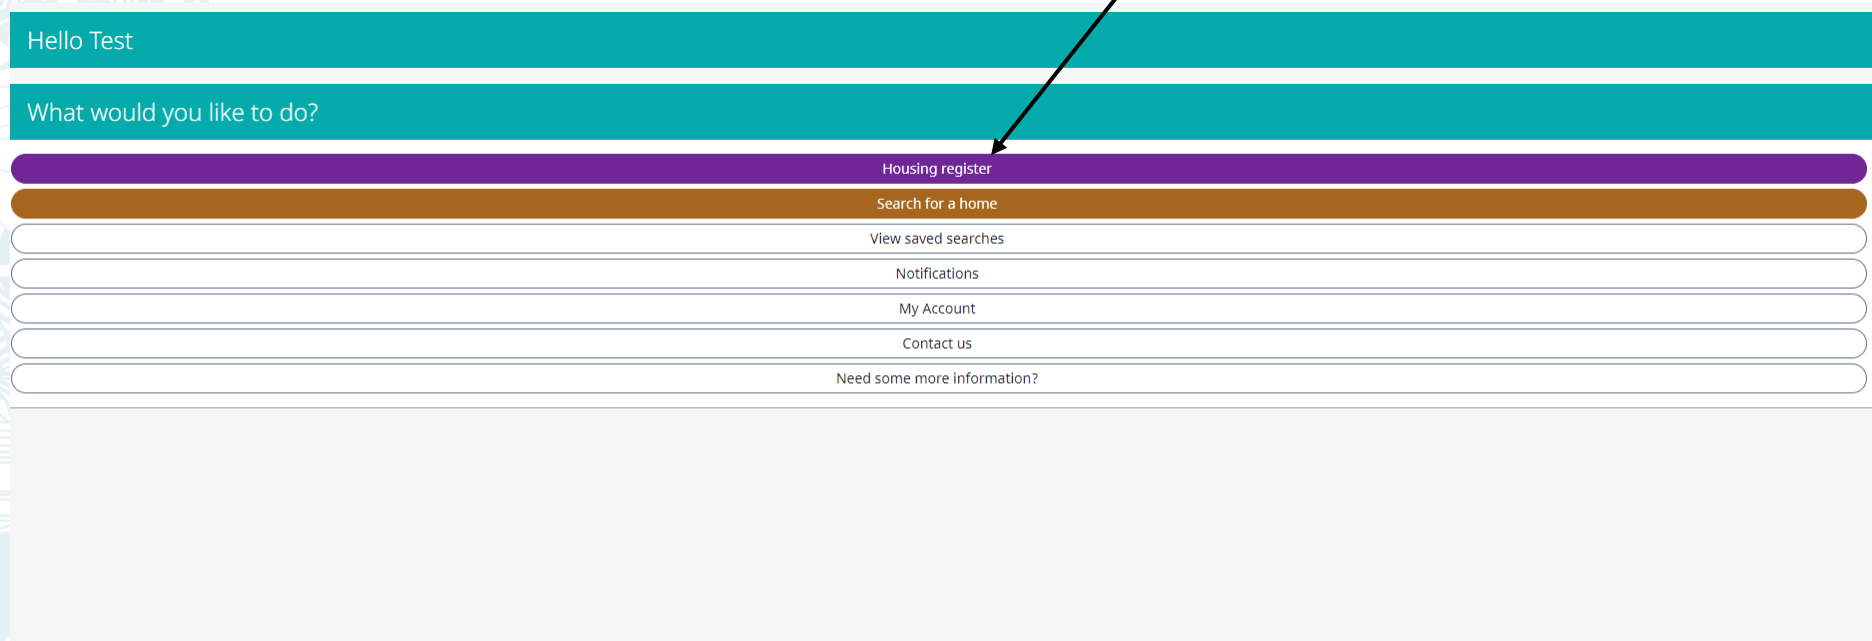 Hello Test
What would you like to do?
Housing register
Search for a home
View saved searches
Notifications
My Account
Contact us
Need some more information?